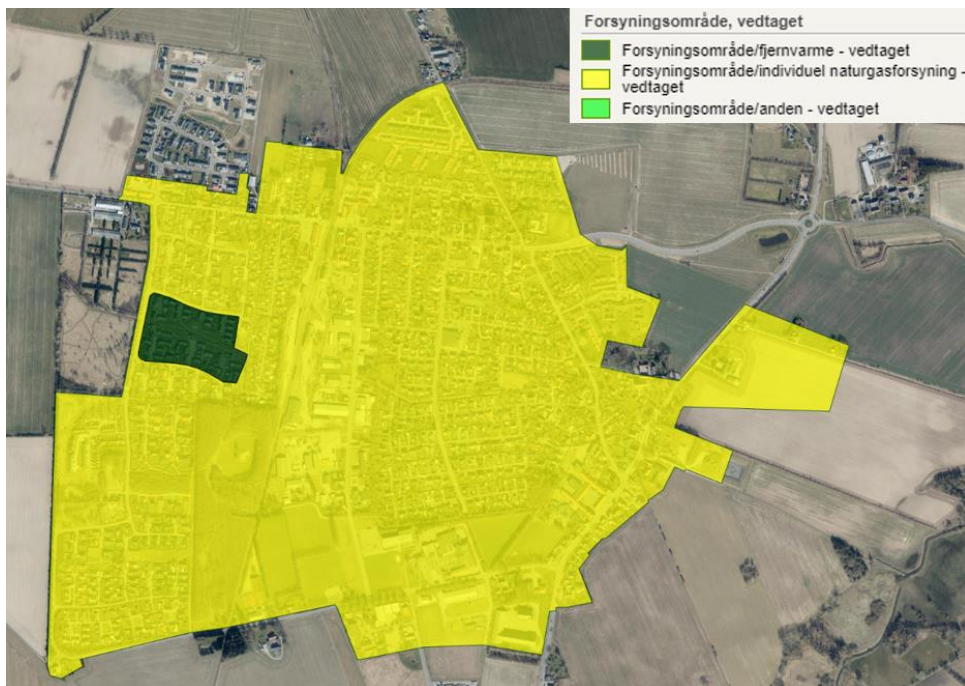 Forsyningsområde, vedtaget
Forsyningsområde/fjernvarme - vedtaget
Forsyningsområde/individuel naturgasforsyning -
vedtaget
Forsyningsområde/anden - vedtaget